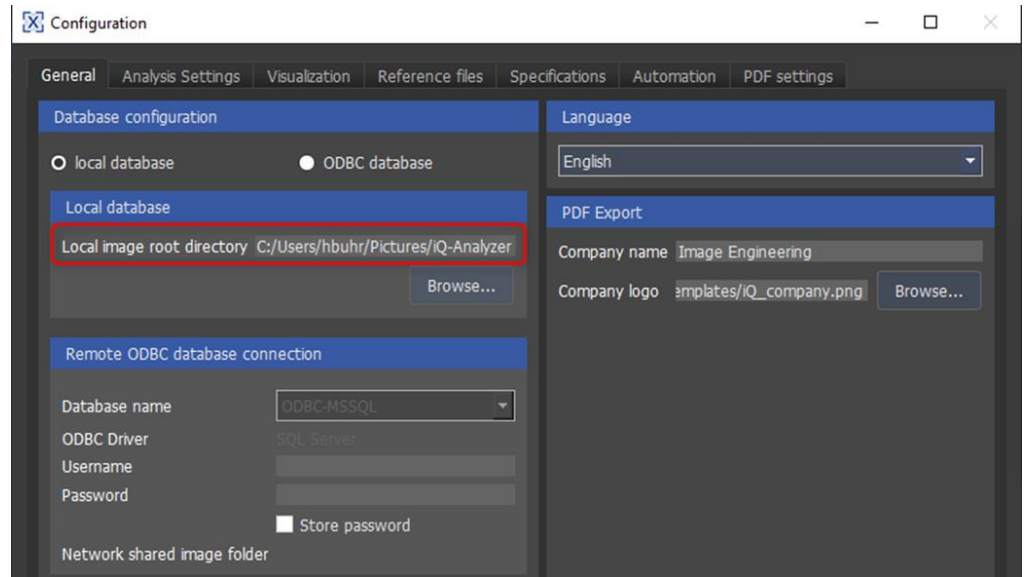 Configuration
General Analysis Settings Visualization Reference files Specifications Automation PDF settings
Database configuration
local database ODBC database
Local database
Local image root directory C:/Users/hbuhr/Pictures/iQ-Analyzer
Browse...
Remote ODBC database connection
Database name ODBC-MSSQL
ODBC Driver SQL Server
Username
Password
Store password
Network shared image folder
Language
English
PDF Export
Company name Image Engineering
Company logo emplates/iQ_company.png Browse...